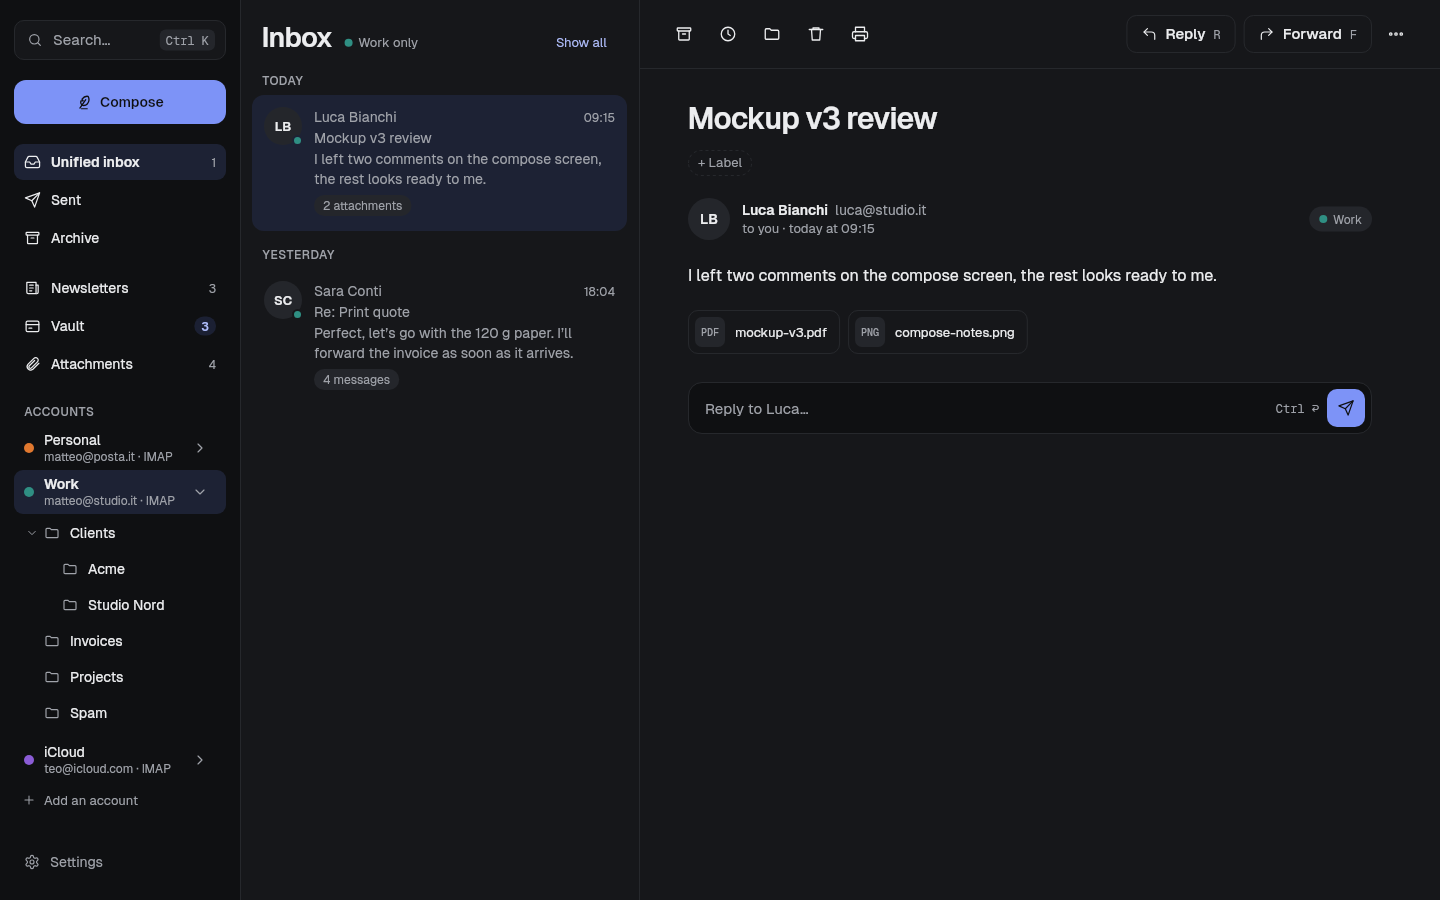 Search...
Ctrl K
Compose
Unified inbox
1
Sent
Archive
Newsletters
3
Vault
3
Attachments
4
ACCOUNTS
Personal
matteo@posta.it · IMAP
Work
matteo@studio.it · IMAP
Clients
Acme
Studio Nord
Invoices
Projects
Spam
iCloud
teo@icloud.com · IMAP
+ Add an account
Settings
Inbox
Work only
Show all
TODAY
LB
Luca Bianchi
09:15
Mockup v3 review
I left two comments on the compose screen,
the rest looks ready to me.
2 attachments
YESTERDAY
SC
Sara Conti
18:04
Re: Print quote
Perfect, let's go with the 120 g paper. I'll
forward the invoice as soon as it arrives.
4 messages
Reply R
Forward F
Mockup v3 review
+ Label
LB
Luca Bianchi luca@studio.it
to you · today at 09:15
Work
I left two comments on the compose screen, the rest looks ready to me.
PDF
mockup-v3.pdf
PNG
compose-notes.png
Reply to Luca...
Ctrl ⏎